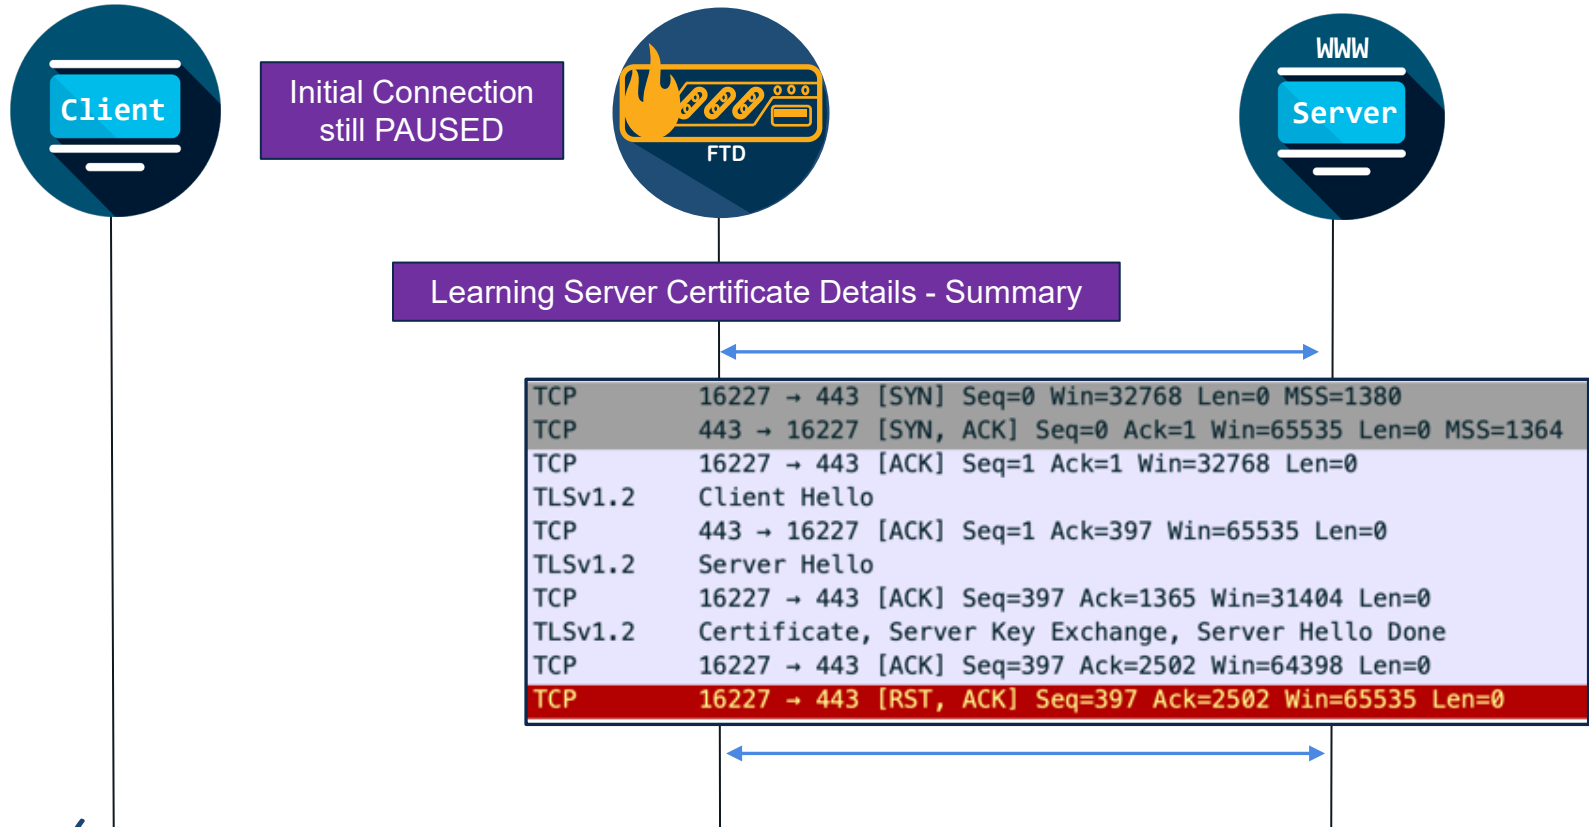 Client
Initial Connection
still PAUSED
FTD
WWW
Server
Learning Server Certificate Details - Summary
TCP 16227 → 443 [SYN] Seq=0 Win=32768 Len=0 MSS=1380
TCP 443 → 16227 [SYN, ACK] Seq=0 Ack=1 Win=65535 Len=0 MSS=1364
TCP 16227 → 443 [ACK] Seq=1 Ack=1 Win=32768 Len=0
TLSv1.2 Client Hello
TCP 443 → 16227 [ACK] Seq=1 Ack=397 Win=65535 Len=0
TLSv1.2 Server Hello
TCP 16227 → 443 [ACK] Seq=397 Ack=1365 Win=31404 Len=0
TLSv1.2 Certificate, Server Key Exchange, Server Hello Done
TCP 16227 → 443 [ACK] Seq=397 Ack=2502 Win=64398 Len=0
TCP 16227 → 443 [RST, ACK] Seq=397 Ack=2502 Win=65535 Len=0